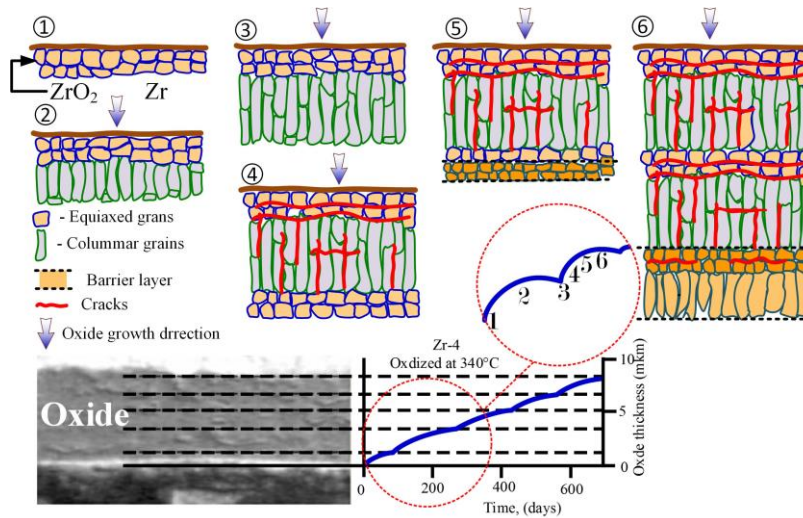 ①
ZrO₂
Zr
②
③
④
⑤
⑥
- Equiaxed grans
- Colummar grains
Barrier layer
Cracks
Oxide growth drrection
1
2
3
4
5
6
Oxide
Zr-4
Oxdized at 340°C
10
5
0
Oxde thickness (mkm)
0
200
400
600
Time, (days)